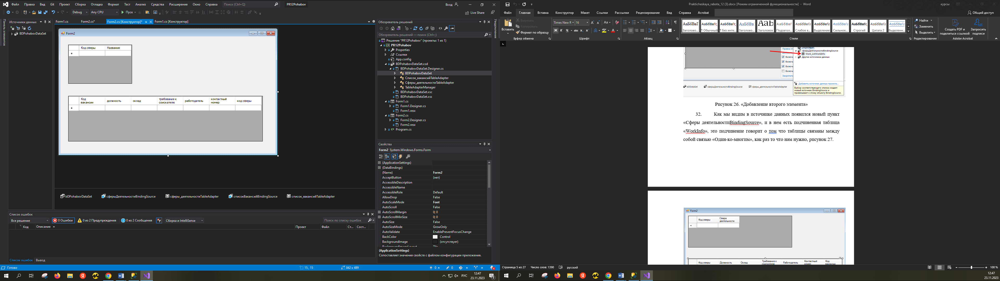 Файл Правка Вид Git Проект Сборка Отладка Формат Тест Анализ Средства Расширения Окно Справка Поиск (Ctrl+Q) PR12Pohabov Вход
Debug Any CPU Пуск Live Share
Панель элементов
Источники данных
BDPohabovDataSet
Form1.cs Form2.cs* Form2.cs [Конструктор]* Form1.cs [Конструктор]
Form2
Код сферы Название
Код вакансии должность оклад требования к соискателю работодатель контактный номер код сферы
bDPohabovDataSet сферыДеятельностиBindingSource сферы_деятельностиTableAdapter списокВакансийBindingSource список_вакансийTableAdapter
Список ошибок
Все решение 0 Ошибки 0 из 2 Предупреждения 0 из 2 Сообщения Сборка и IntelliSense Поиск по списку ошибок
Код Описание Проект Файл Ст... Сост...
Список ошибок Вывод
Готово 15 , 15 842 x 489 0 0 4
Уведомления
Обозреватель решений
Обозреватель решений — поиск (Ctrl+;)
Решение "PR12Pohabov" (проекты: 1 из 1)
PR12Pohabov
Properties
Ссылки
App.config
BDPohabovDataSet.xsd
BDPohabovDataSet.Designer.cs
BDPohabovDataSet
Список_вакансийTableAdapter
Сферы_деятельностиTableAdapter
TableAdapterManager
BDPohabovDataSet.xsc
BDPohabovDataSet.xss
Form1.cs
Form1.Designer.cs
Form1.resx
Form2.cs
Form2.Designer.cs
Form2.resx
Program.cs
Свойства
Form2 System.Windows.Forms.Form
(ApplicationSettings)
(DataBindings)
(Name) Form2
AcceptButton (нет)
AccessibleDescription
AccessibleName
AccessibleRole Default
AllowDrop False
AutoScaleMode Font
AutoScroll False
AutoScrollMargin 0; 0
AutoScrollMinSize 0; 0
AutoSize False
AutoSizeMode GrowOnly
AutoValidate EnablePreventFocusChange
BackColor Control
BackgroundImage (отсутствует)
BackgroundImageLayout Tile
(ApplicationSettings)
Сопоставляет значения свойств с файлом конфигурации приложения.
РУС 12:47
23.11.2023 5
Prakticheskaya_rabota_12 (3).docx [Режим ограниченной функциональности] - Word курсы
Файл Главная Вставка Конструктор Макет Ссылки Рассылки Рецензирование Вид Справка Acrobat Общий доступ
Вставить
Вырезать
Копировать
Формат по образцу
Буфер обмена
Times New R 16
Шрифт
Абзац
Заголово... ¶ Обычный ¶ Без инте... Заголово... Заголовок Подзагол... Слабое в... Выделение Сильное... Строгий Цитата 2 Выделенн...
Стили
Найти
Заменить
Выделить
Редактирование
Создать PDF и поделиться ссылкой
Запросить подписи
Adobe Acrobat
Отсутствует
сферыДеятельностиBindingSource
Work_ListWorkInfo
Другие источники данных
Правка ст
Включи
Включи
Включи
Включи
Закрепить
Добавить источник данных проекта...
Выбор соответствующего списка создает
новый источник BindingSource и
привязывает к этому объекту BindingSource.
bDDataSet сферыДеятельностиBindingSource сферы_деятельностиTableAdapter
Рисунок 26. «Добавление второго элемента»
32. Как мы видим в источнике данных появился новый пункт
«Сферы деятельностиBindingSource», и в нем есть подчиненная таблица
«WorkInfo», это подчинение говорит о том что таблицы связаны между
собой связью «Один-ко-многим», как раз то что нам нужно, рисунок 27.
Form2
Код сферы Сфера деятельности
Код сферы Должность Оклад Требования к соискателю Работодатель Контактный номер Код вакансии
Страница 5 из 27 Число слов: 1390 русский 100 %
12:47
23.11.2023